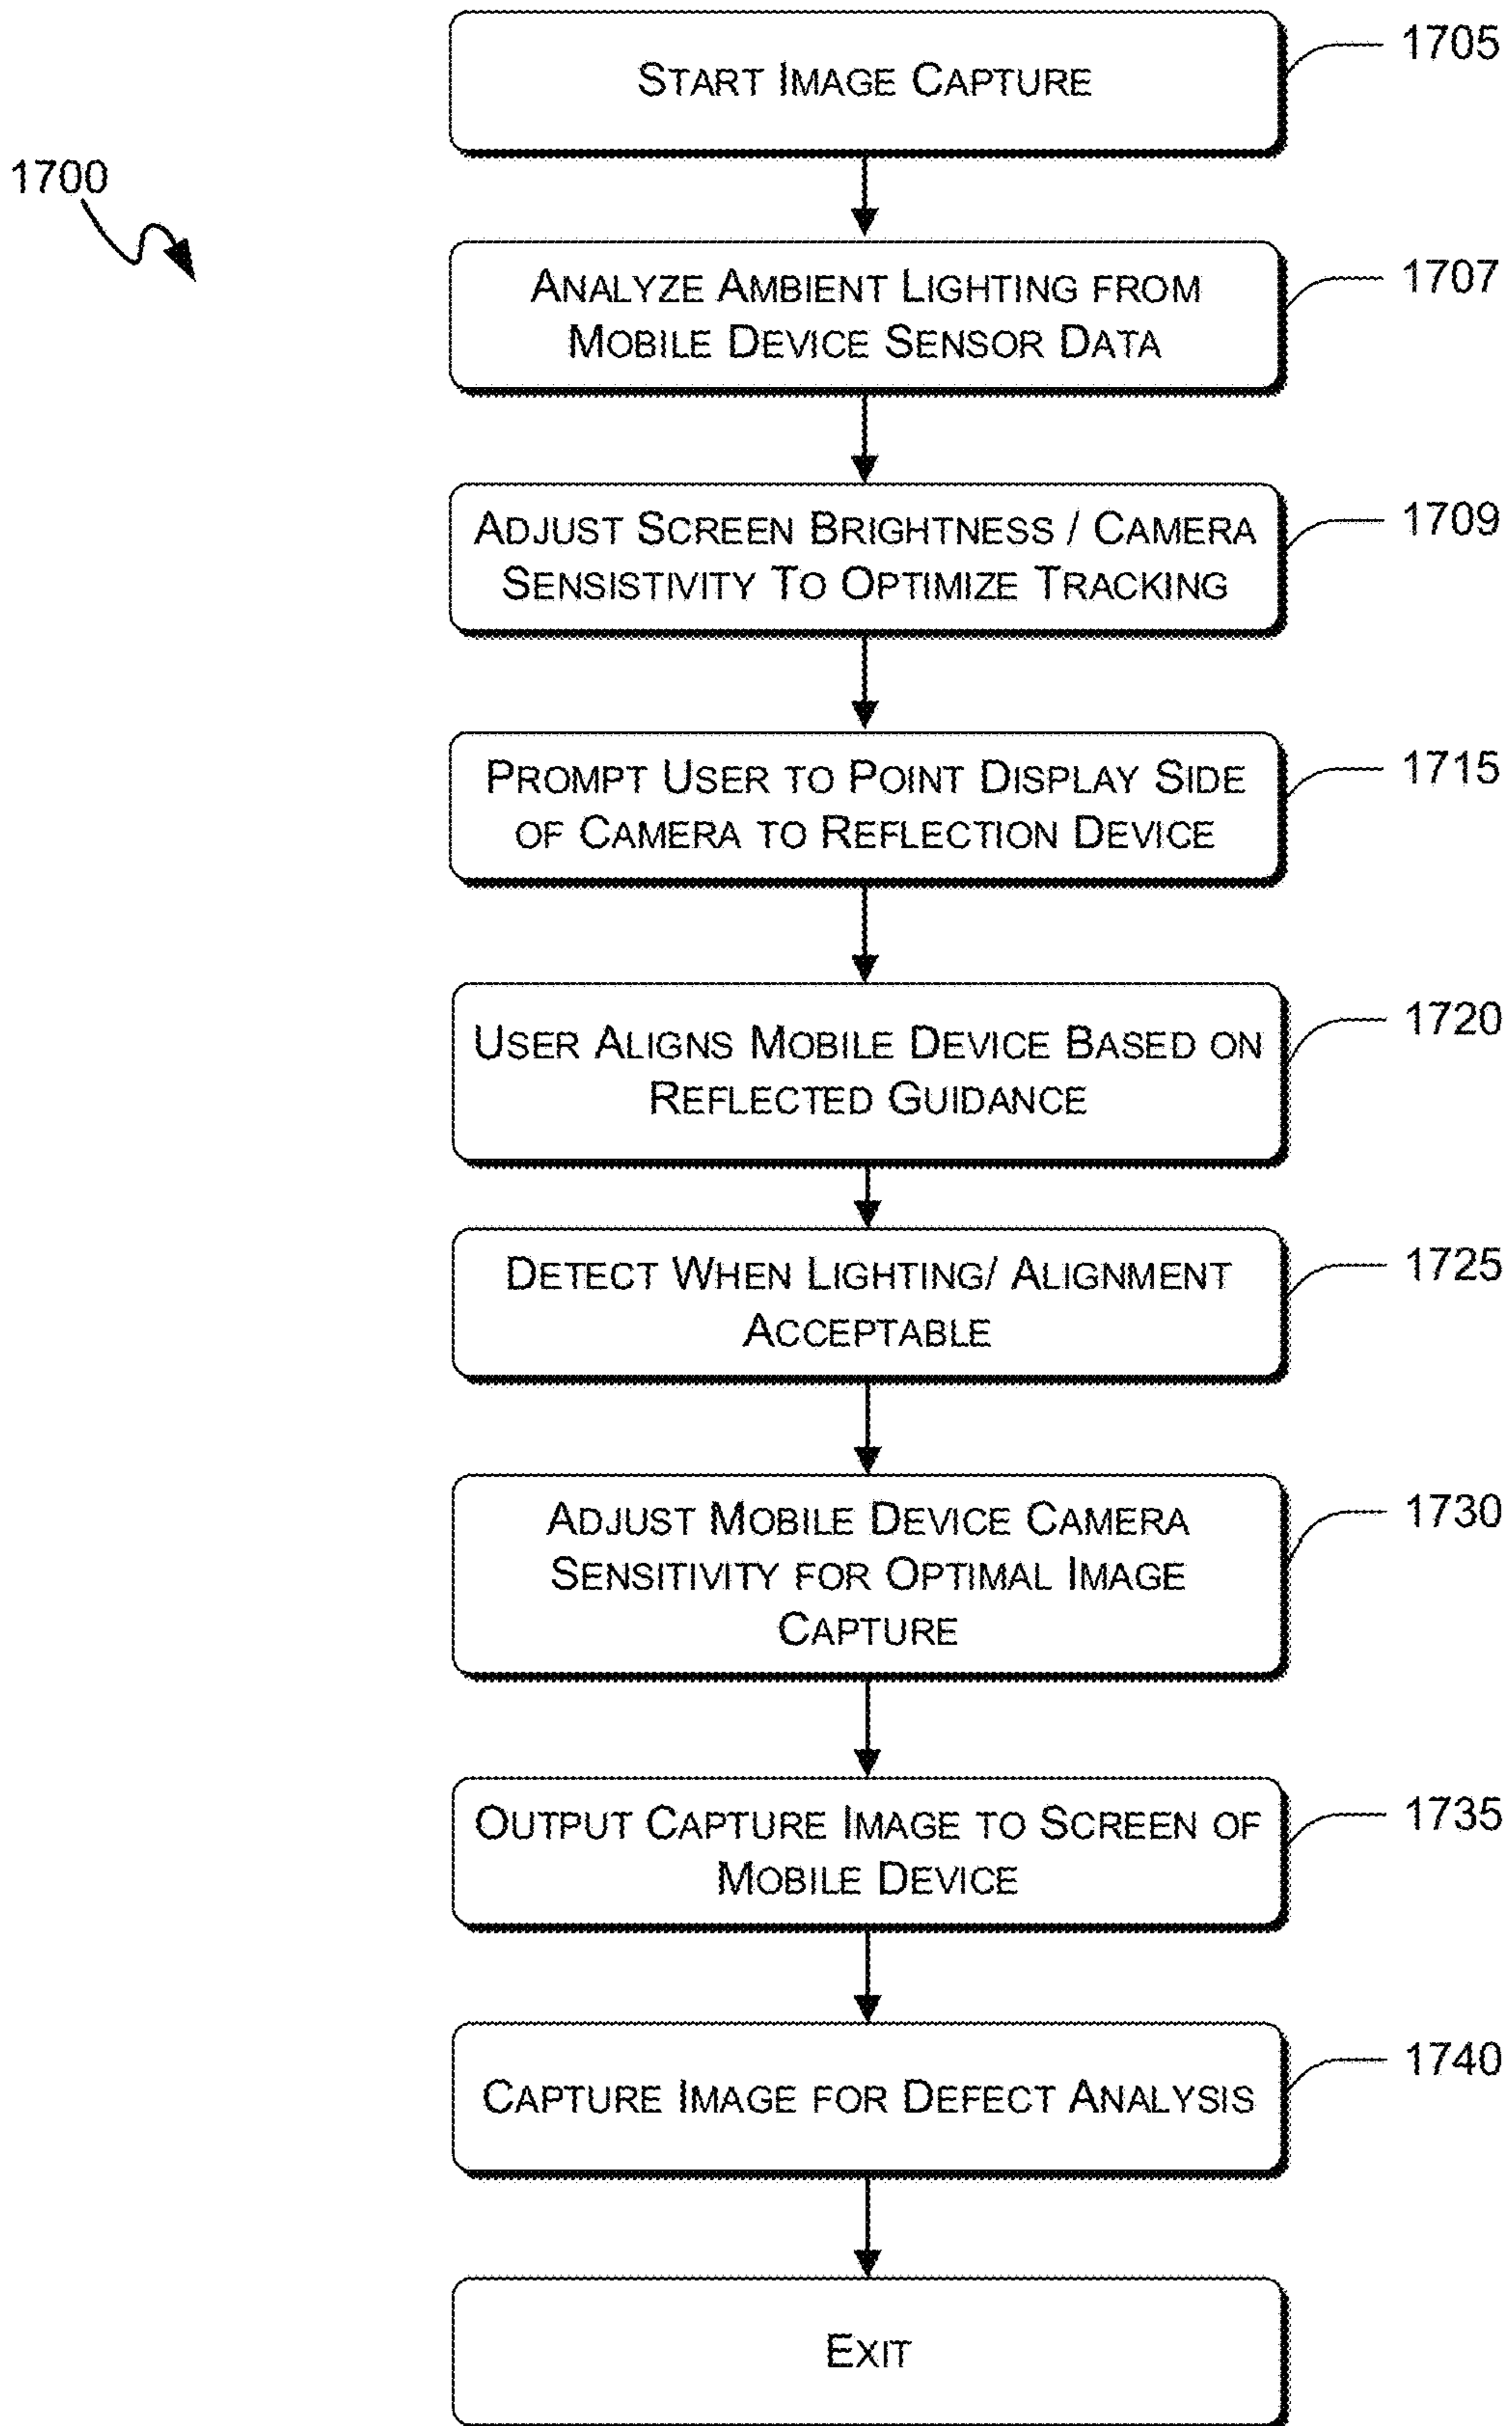 START IMAGE CAPTURE
1705
1700
ANALYZE AMBIENT LIGHTING FROM
MOBILE DEVICE SENSOR DATA
1707
ADJUST SCREEN BRIGHTNESS / CAMERA
SENSISTIVITY TO OPTIMIZE TRACKING
1709
PROMPT USER TO POINT DISPLAY SIDE
OF CAMERA TO REFLECTION DEVICE
1715
USER ALIGNS MOBILE DEVICE BASED ON
REFLECTED GUIDANCE
1720
DETECT WHEN LIGHTING/ ALIGNMENT
ACCEPTABLE
1725
ADJUST MOBILE DEVICE CAMERA
SENSITIVITY FOR OPTIMAL IMAGE
CAPTURE
1730
OUTPUT CAPTURE IMAGE TO SCREEN OF
MOBILE DEVICE
1735
CAPTURE IMAGE FOR DEFECT ANALYSIS
1740
EXIT